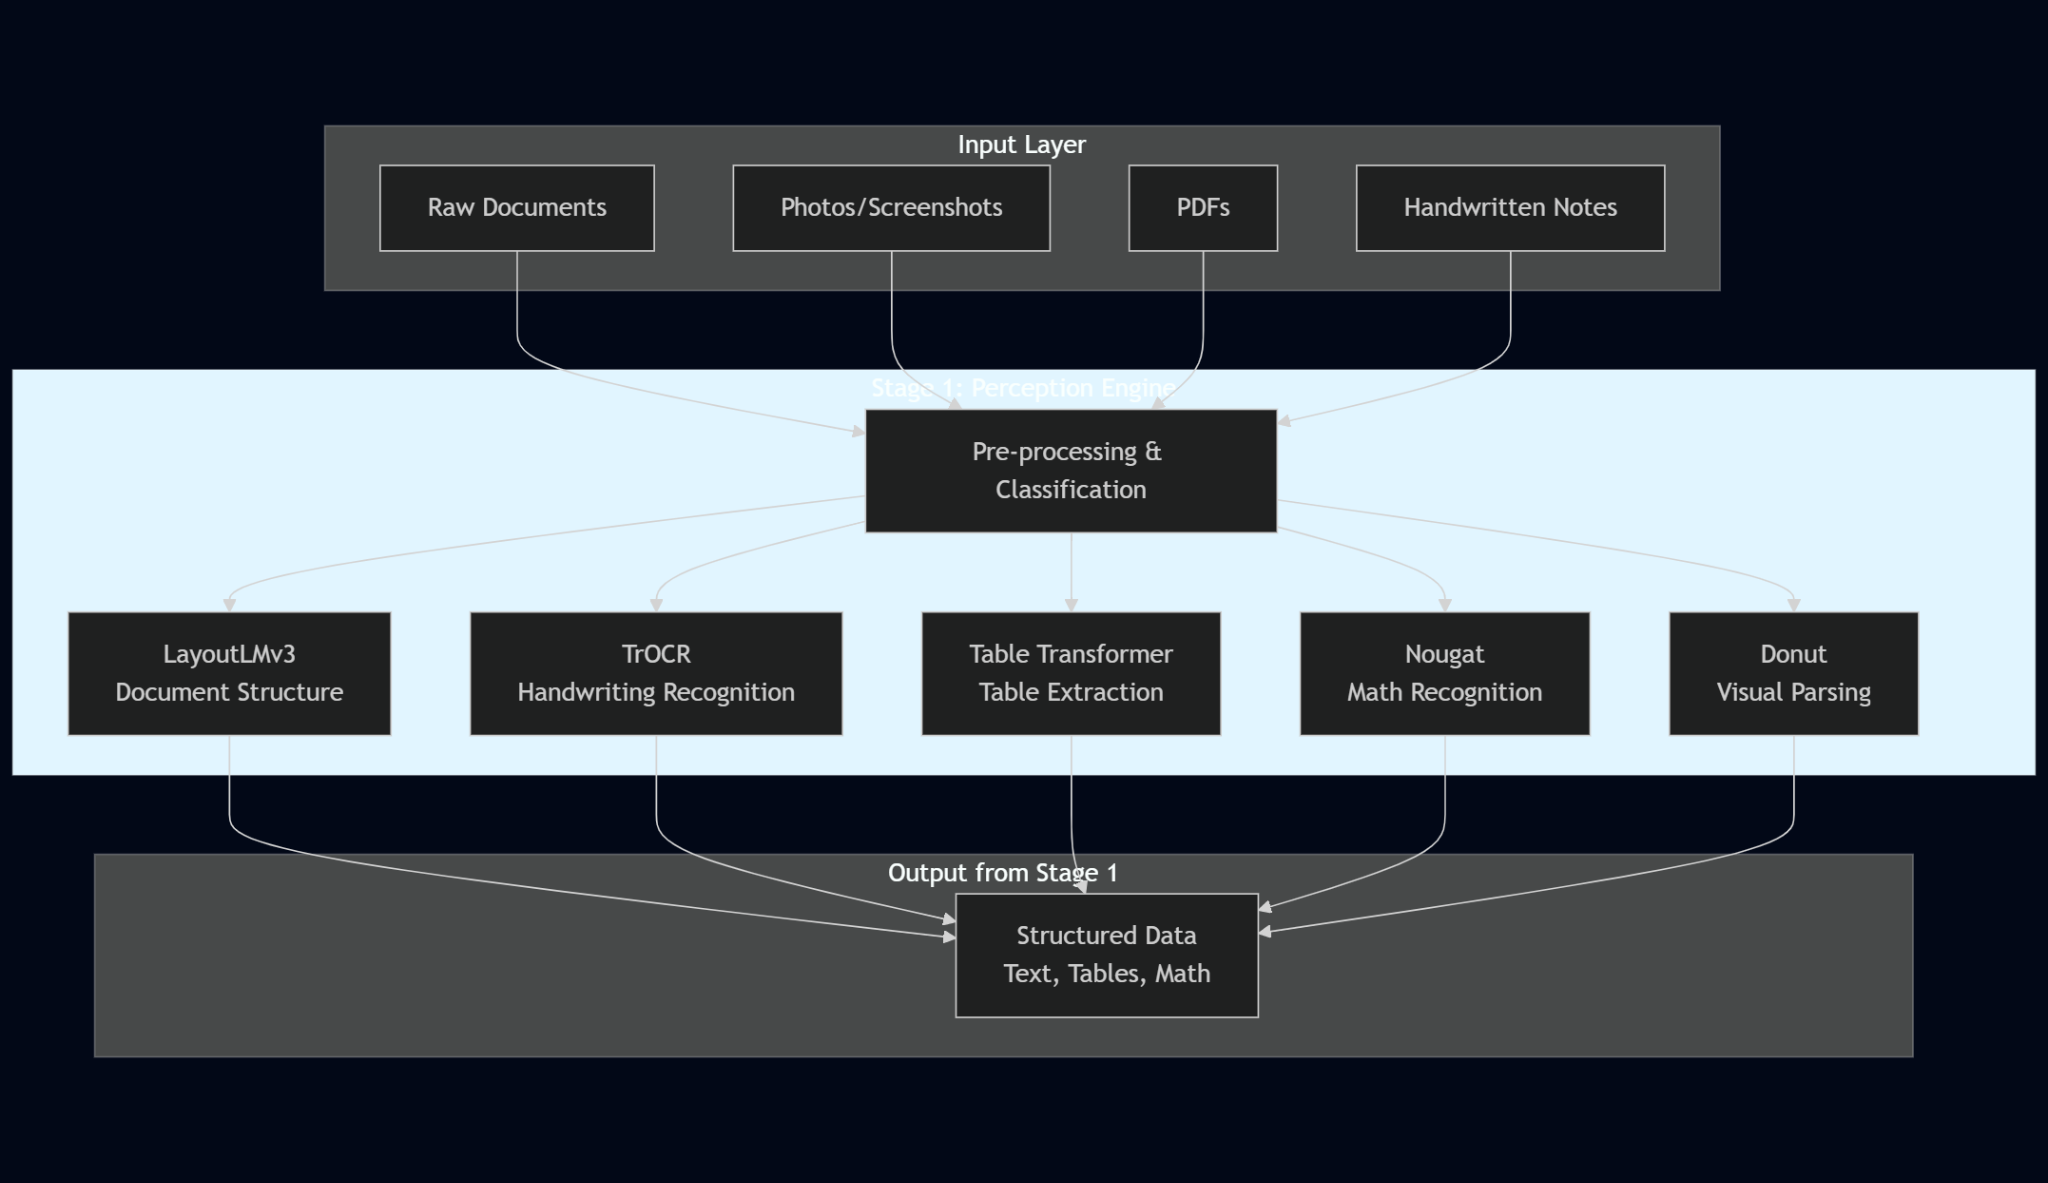 Input Layer
Raw Documents
Photos/Screenshots
PDFs
Handwritten Notes
Stage 1: Perception Engine
Pre-processing &
Classification
LayoutLMv3
Document Structure
TrOCR
Handwriting Recognition
Table Transformer
Table Extraction
Nougat
Math Recognition
Donut
Visual Parsing
Output from Stage 1
Structured Data
Text, Tables, Math